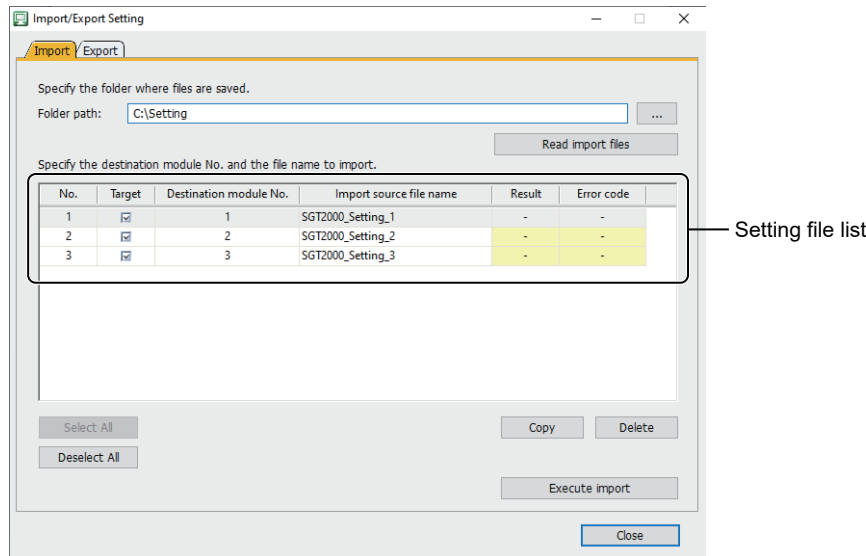 Import/Export Setting
Import Export
Specify the folder where files are saved.
Folder path: C:\Setting ...
Read import files
Specify the destination module No. and the file name to import.
No. Target Destination module No. Import source file name Result Error code
1 1 SGT2000_Setting_1 - -
2 2 SGT2000_Setting_2 - -
3 3 SGT2000_Setting_3 - -
Setting file list
Select All Copy Delete
Deselect All
Execute import
Close